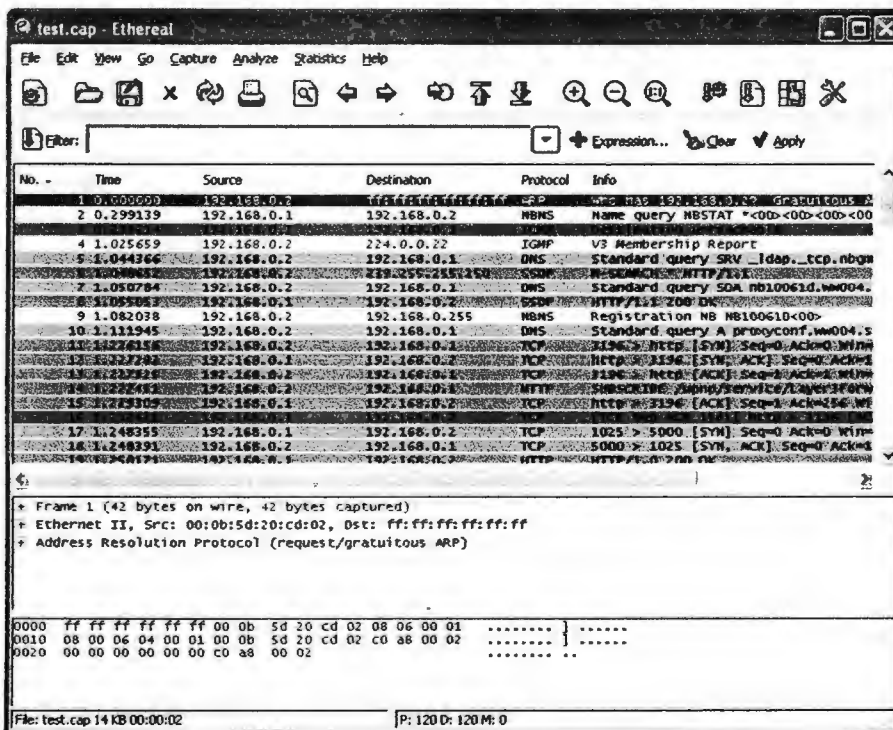 test.cap - Ethereal
File Edit View Go Capture Analyze Statistics Help
Filter: Expression... Clear Apply
No. - Time Source Destination Protocol Info
1 0.000000 192.168.0.2 ff:ff:ff:ff:ff:ff ARP who has 192.168.0.2? Gratuitous A
2 0.299139 192.168.0.1 192.168.0.2 NBNS Name query NBSTAT *<00><00><00><00
4 1.025659 192.168.0.2 224.0.0.22 IGMP V3 Membership Report
5 1.044366 192.168.0.2 192.168.0.1 DNS Standard query SRV _ldap._tcp.nbgm
192.168.0.2 239.255.255.250 SSDP M-SEARCH * HTTP/1.1
7 1.050784 192.168.0.2 192.168.0.1 DNS Standard query SOA nb10061d.ww004.
192.168.0.1 192.168.0.2 SSDP HTTP/1.1 200 OK
9 1.082038 192.168.0.2 192.168.0.255 NBNS Registration NB NB10061D<00>
10 1.111945 192.168.0.2 192.168.0.1 DNS Standard query A proxyconf.ww004.s
192.168.0.2 192.168.0.1 TCP 3196 > http [SYN] Seq=0 Ack=0 Win=
192.168.0.1 192.168.0.2 TCP http > 3196 [SYN, ACK] Seq=0 Ack=1
192.168.0.2 192.168.0.1 TCP 3196 > http [ACK] Seq=1 Ack=1 Win=
192.168.0.2 192.168.0.1 HTTP SUBSCRIBE /upnp/service/Layer3Forw
192.168.0.1 192.168.0.2 TCP http > 3196 [ACK] Seq=1 Ack=256 Wi
17 1.248355 192.168.0.1 192.168.0.2 TCP 1025 > 5000 [SYN] Seq=0 Ack=0 Win=
18 1.248391 192.168.0.2 192.168.0.1 TCP 5000 > 1025 [SYN, ACK] Seq=0 Ack=1
192.168.0.1 192.168.0.2 HTTP HTTP/1.0 200 OK
+ Frame 1 (42 bytes on wire, 42 bytes captured)
+ Ethernet II, Src: 00:0b:5d:20:cd:02, Dst: ff:ff:ff:ff:ff:ff
+ Address Resolution Protocol (request/gratuitous ARP)
0000 ff ff ff ff ff ff 00 0b 5d 20 cd 02 08 06 00 01 ........ ] ......
0010 08 00 06 04 00 01 00 0b 5d 20 cd 02 c0 a8 00 02 ........ ] ......
0020 00 00 00 00 00 00 c0 a8 00 02 ........ ..
File: test.cap 14 KB 00:00:02 P: 120 D: 120 M: 0